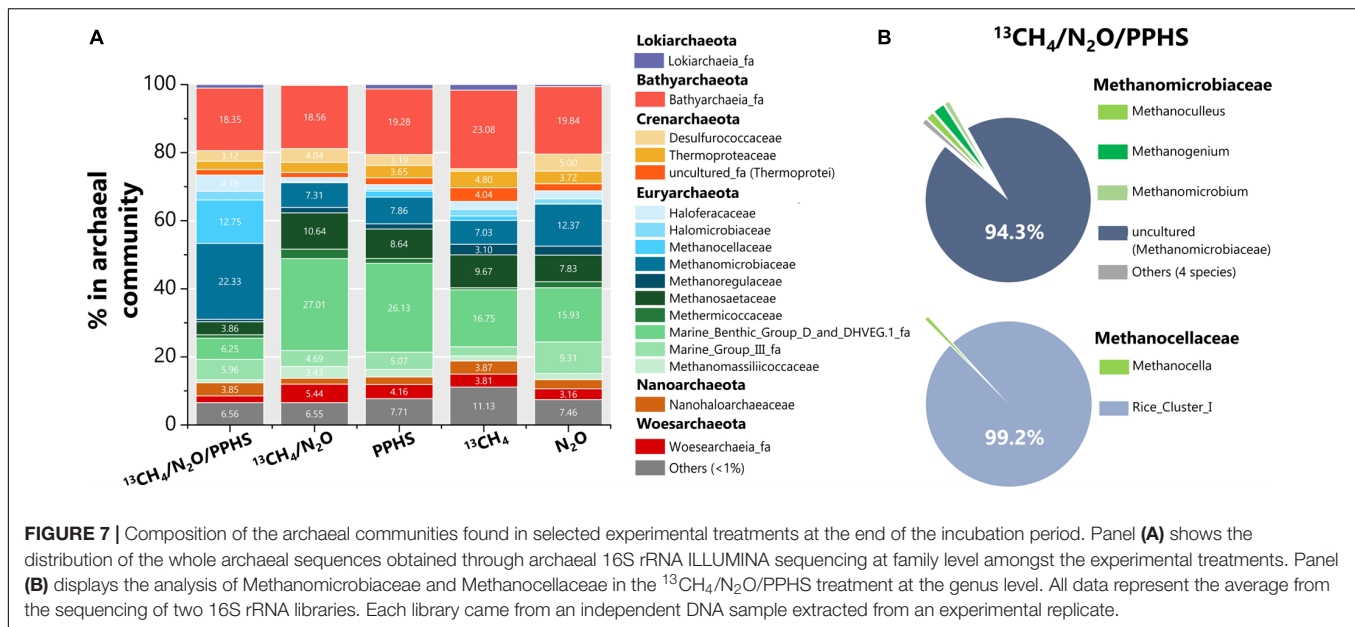 A
% in archaeal
community
100
80
60
40
20
0
18.35
3.12
4.79
12.75
22.33
3.86
6.25
5.96
3.85
6.56
18.56
4.04
7.31
10.64
27.01
4.69
3.43
5.44
6.55
19.28
3.19
3.65
7.86
8.64
26.13
5.07
4.16
7.71
23.08
4.80
4.04
7.03
3.10
9.67
16.75
3.87
3.81
11.13
19.84
5.00
3.72
12.37
7.83
15.93
9.31
3.16
7.46
¹³CH₄/N₂O/PPHS
¹³CH₄/N₂O
PPHS
¹³CH₄
N₂O
Lokiarchaeota
Lokiarchaeia_fa
Bathyarchaeota
Bathyarchaeia_fa
Crenarchaeota
Desulfurococcaceae
Thermoproteaceae
uncultured_fa (Thermoprotei)
Euryarchaeota
Haloferacaceae
Halomicrobiaceae
Methanocellaceae
Methanomicrobiaceae
Methanoregulaceae
Methanosaetaceae
Methermicoccaceae
Marine_Benthic_Group_D_and_DHVEG.1_fa
Marine_Group_III_fa
Methanomassiliicoccaceae
Nanoarchaeota
Nanohaloarchaeaceae
Woesarchaeota
Woesearchaeia_fa
Others (<1%)
B
¹³CH₄/N₂O/PPHS
94.3%
Methanomicrobiaceae
Methanoculleus
Methanogenium
Methanomicrobium
uncultured
(Methanomicrobiaceae)
Others (4 species)
99.2%
Methanocellaceae
Methanocella
Rice_Cluster_I
FIGURE 7 | Composition of the archaeal communities found in selected experimental treatments at the end of the incubation period. Panel (A) shows the
distribution of the whole archaeal sequences obtained through archaeal 16S rRNA ILLUMINA sequencing at family level amongst the experimental treatments. Panel
(B) displays the analysis of Methanomicrobiaceae and Methanocellaceae in the ¹³CH₄/N₂O/PPHS treatment at the genus level. All data represent the average from
the sequencing of two 16S rRNA libraries. Each library came from an independent DNA sample extracted from an experimental replicate.